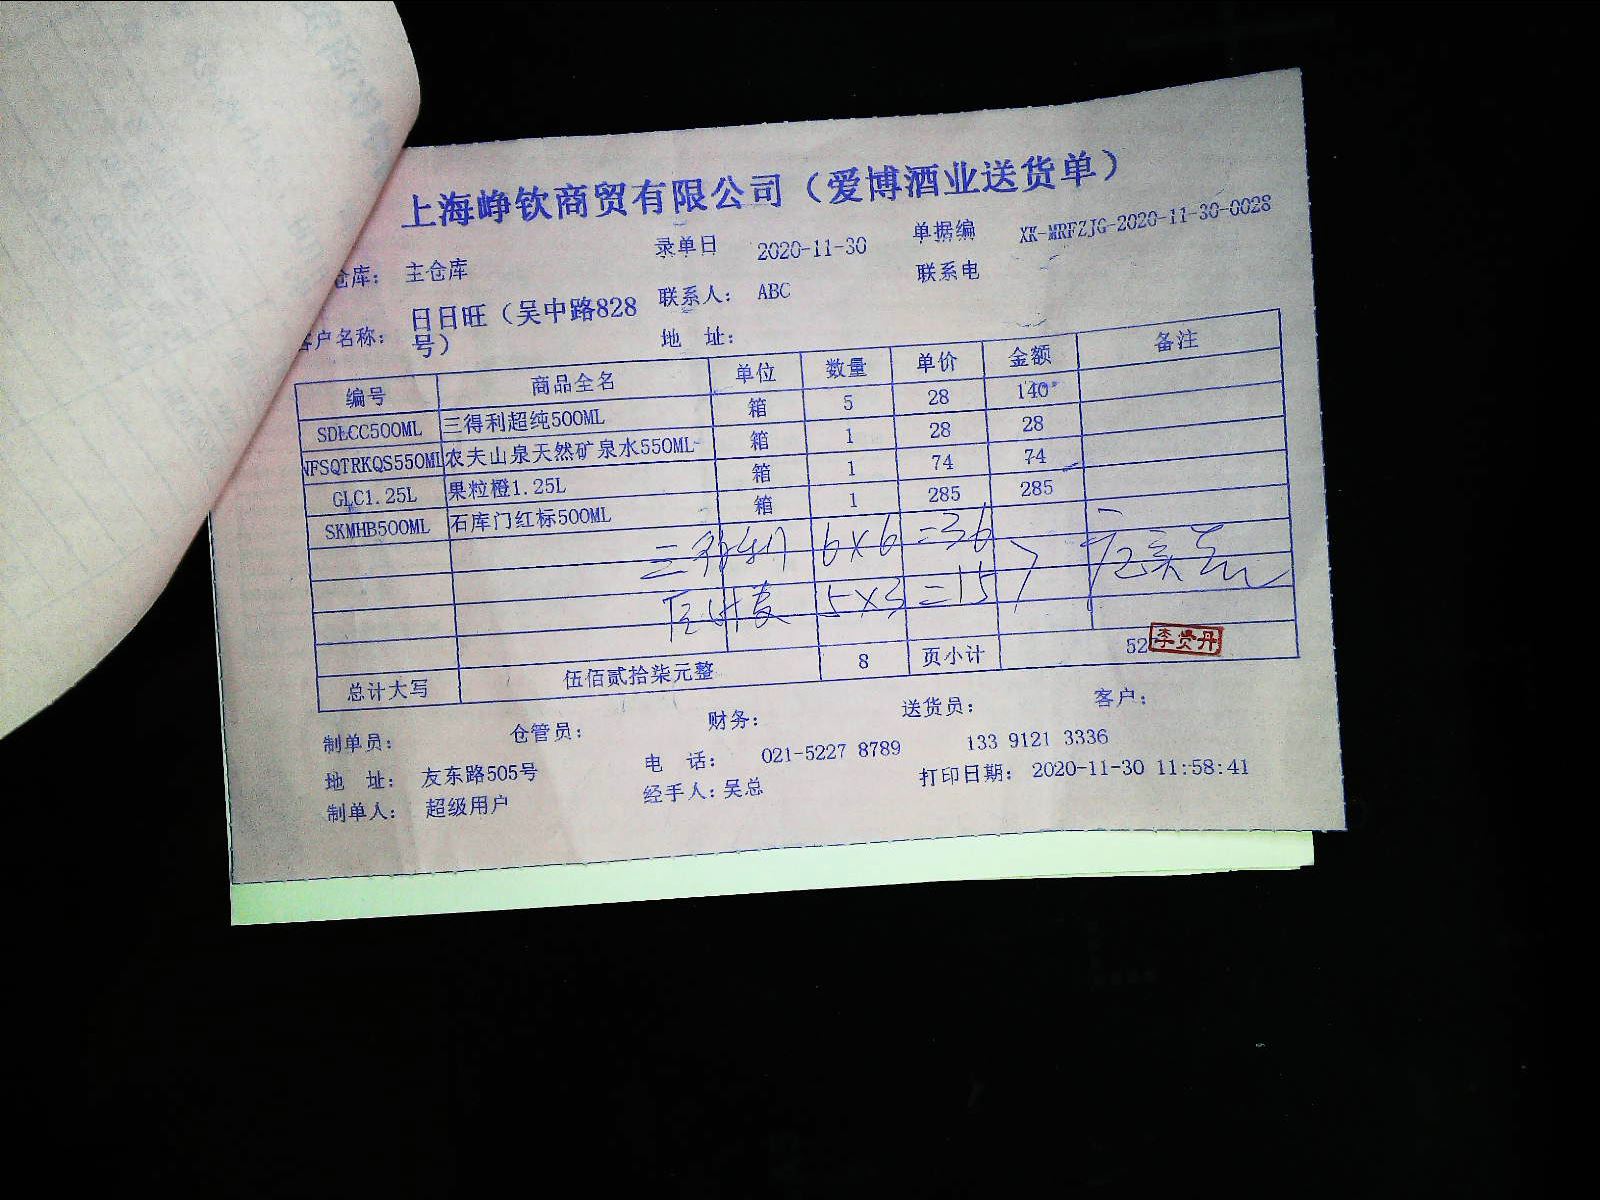 上海峥钦商贸有限公司（爱博酒业送货单）
仓库： 主仓库 录单日 2020-11-30 单据编 XK-MRFZJG-2020-11-30-0028
客户名称： 日日旺（吴中路828号） 联系人： ABC 联系电
地 址：
编号 商品全名 单位 数量 单价 金额 备注
SDLCC500ML 三得利超纯500ML 箱 5 28 140
NFSQTRKQS550ML 农夫山泉天然矿泉水550ML 箱 1 28 28
GLC1.25L 果粒橙1.25L 箱 1 74 74
SKMHB500ML 石库门红标500ML 箱 1 285 285
三得利 6×6 =36
5×3 =15
总计大写 伍佰贰拾柒元整 8 页小计 52
李贤丹
制单员： 仓管员： 财务： 送货员： 客户：
地 址： 友东路505号 电 话： 021-5227 8789 133 9121 3336
制单人： 超级用户 经手人：吴总 打印日期： 2020-11-30 11:58:41